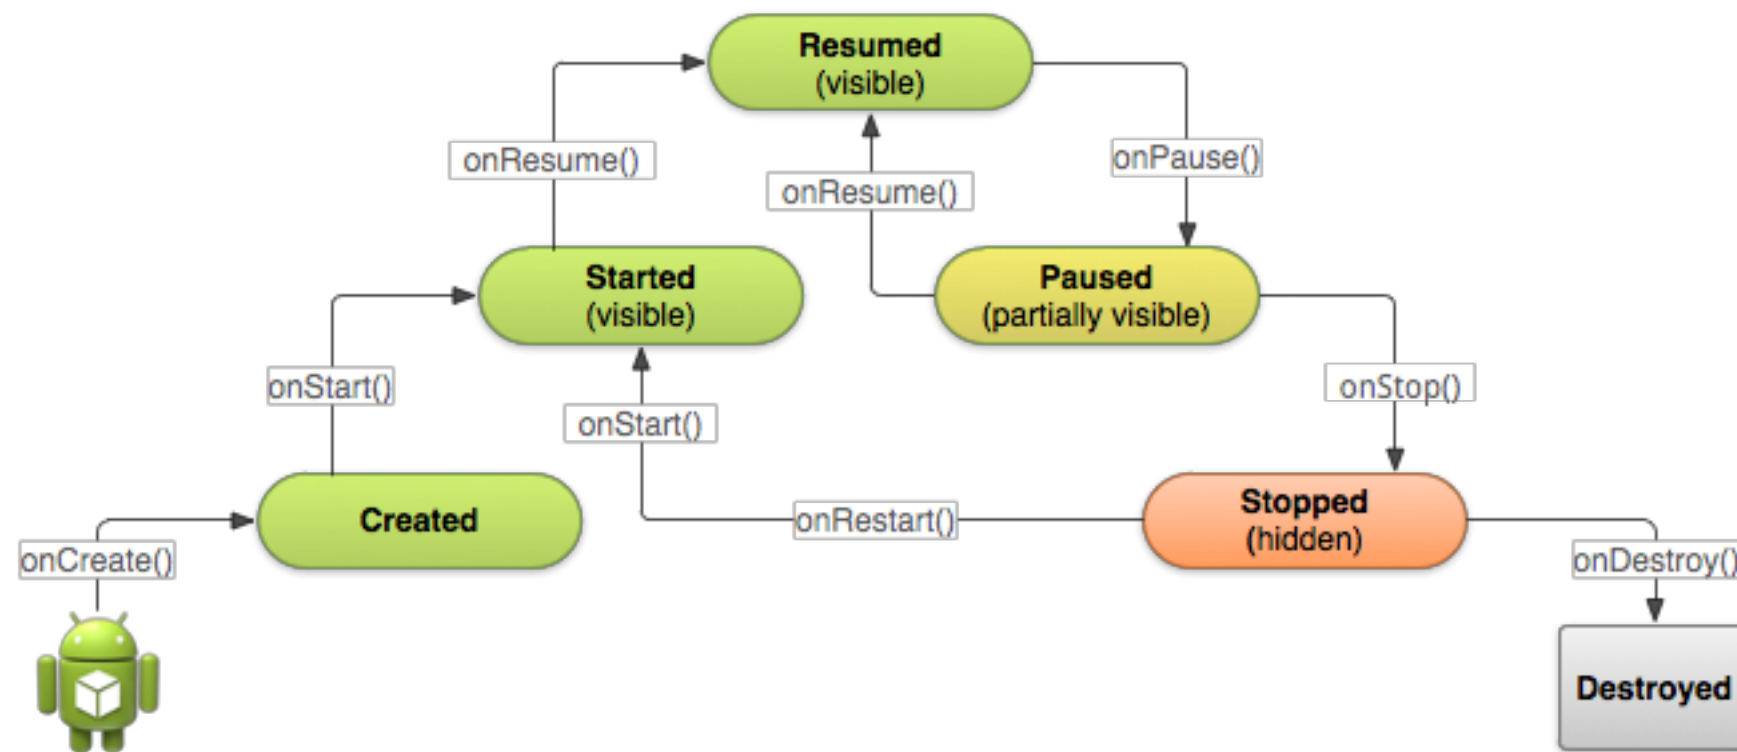 Resumed
(visible)
onResume()
onPause()
onResume()
Started
(visible)
Paused
(partially visible)
onStart()
onStop()
onStart()
Created
Stopped
(hidden)
onRestart()
onCreate()
onDestroy()
Destroyed